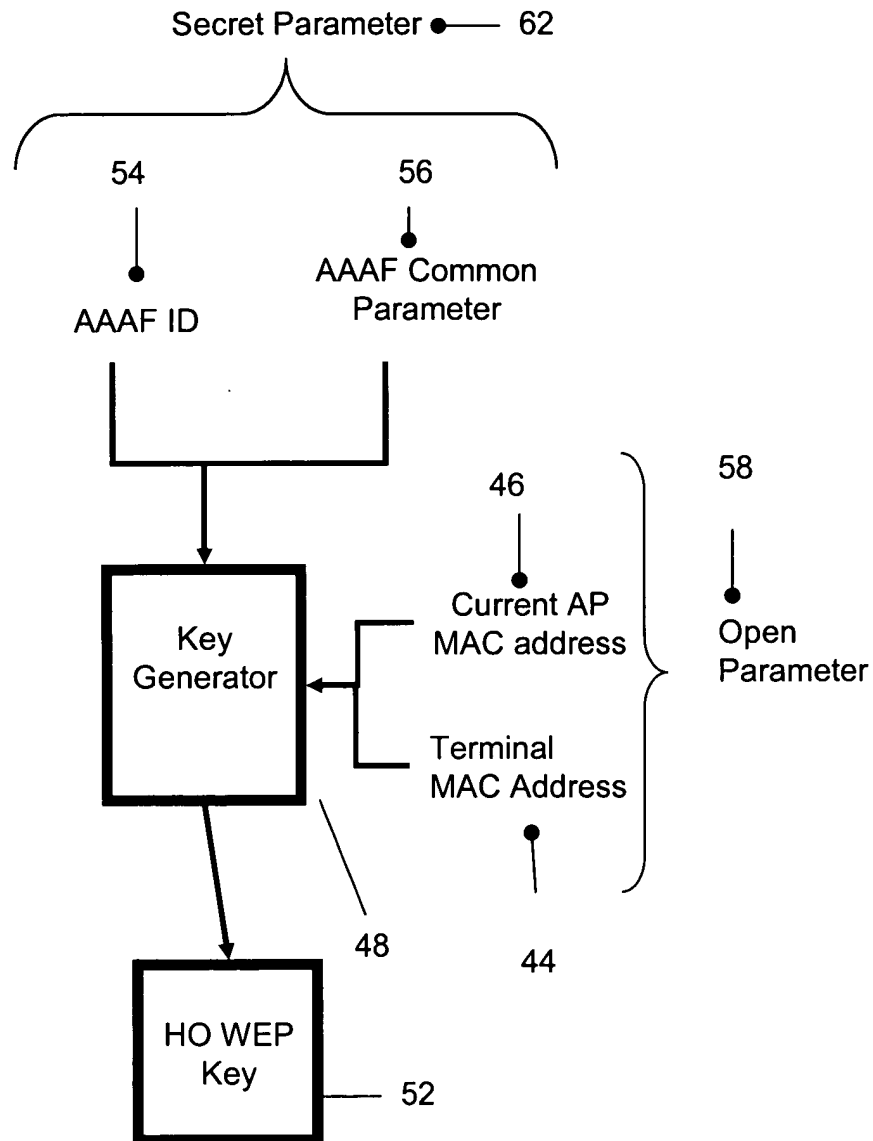 Secret Parameter 62
54
56
AAAF ID
AAAF Common
Parameter
46
58
Key
Generator
Current AP
MAC address
Open
Parameter
Terminal
MAC Address
48
44
HO WEP
Key
52